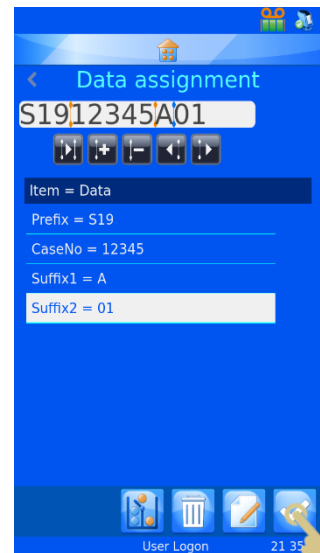 Data assignment
S1912345A01
Item = Data
Prefix = S19
CaseNo = 12345
Suffix1 = A
Suffix2 = 01
User Logon 21 35